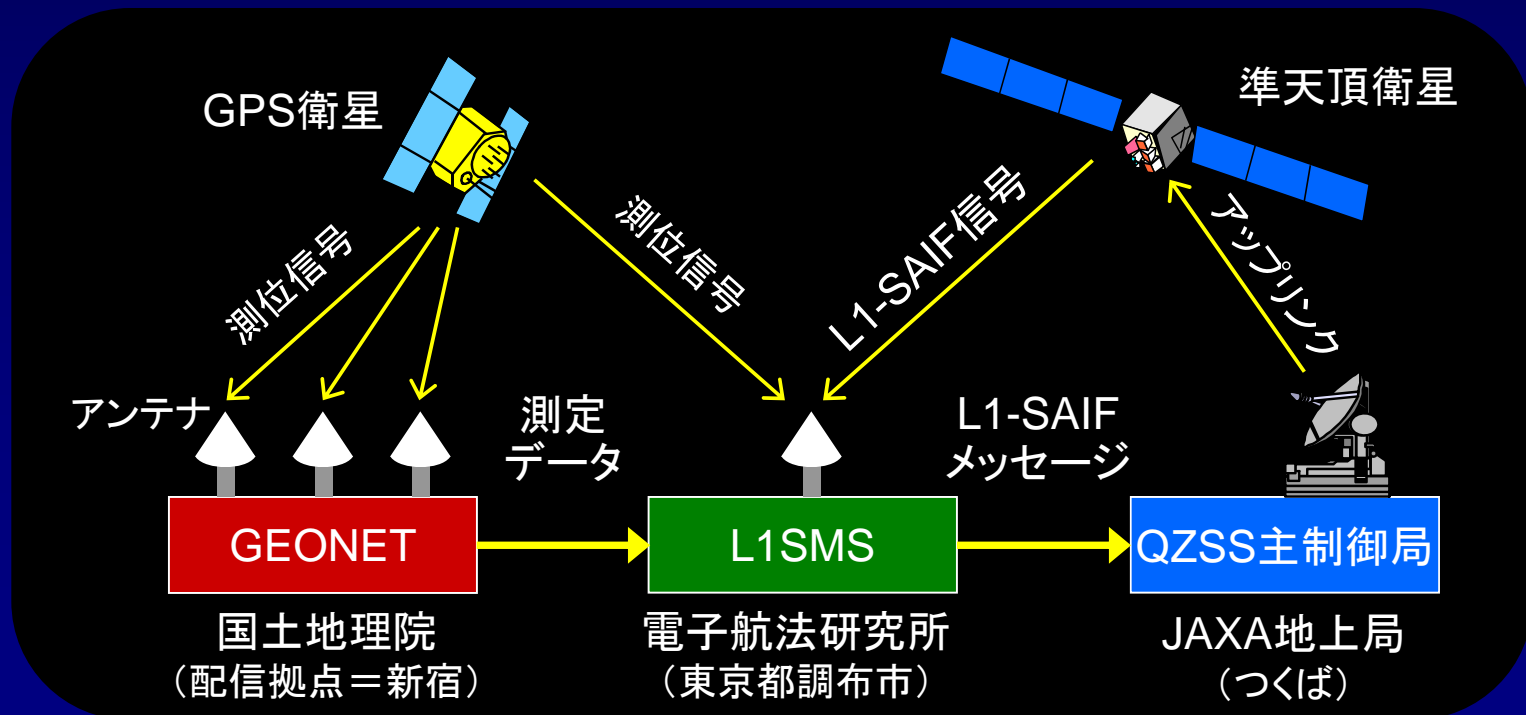 GPS衛星
準天頂衛星
測位信号
測位信号
L1-SAIF信号
アップリンク
アンテナ
測定
データ
L1-SAIF
メッセージ
GEONET
L1SMS
QZSS主制御局
国土地理院
（配信拠点＝新宿）
電子航法研究所
（東京都調布市）
JAXA地上局
（つくば）